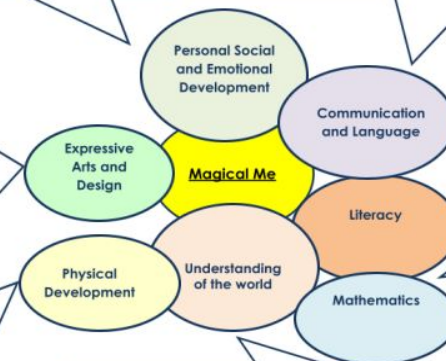 Personal Social
and Emotional
Development
Communication
and Language
Expressive
Arts and
Design
Magical Me
Literacy
Understanding
of the world
Physical
Development
Mathematics